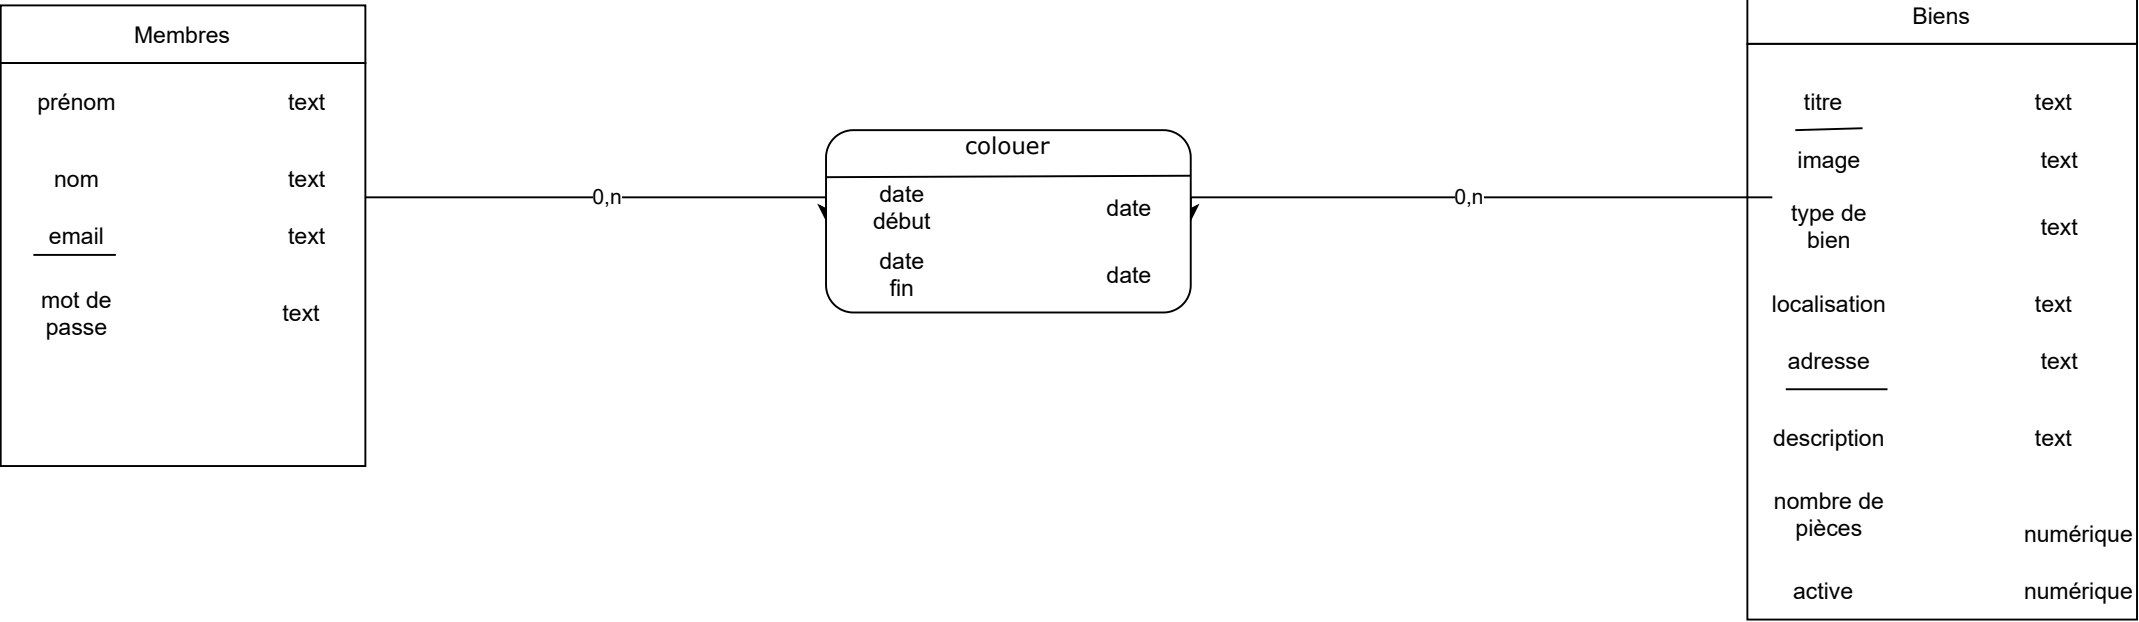 Membres
prénom text
nom text
email text
mot de
passe
text
0,n
colouer
date
début
date
date
fin
date
0,n
Biens
titre text
image text
type de
bien
text
localisation text
adresse text
description text
nombre de
pièces
numérique
active numérique